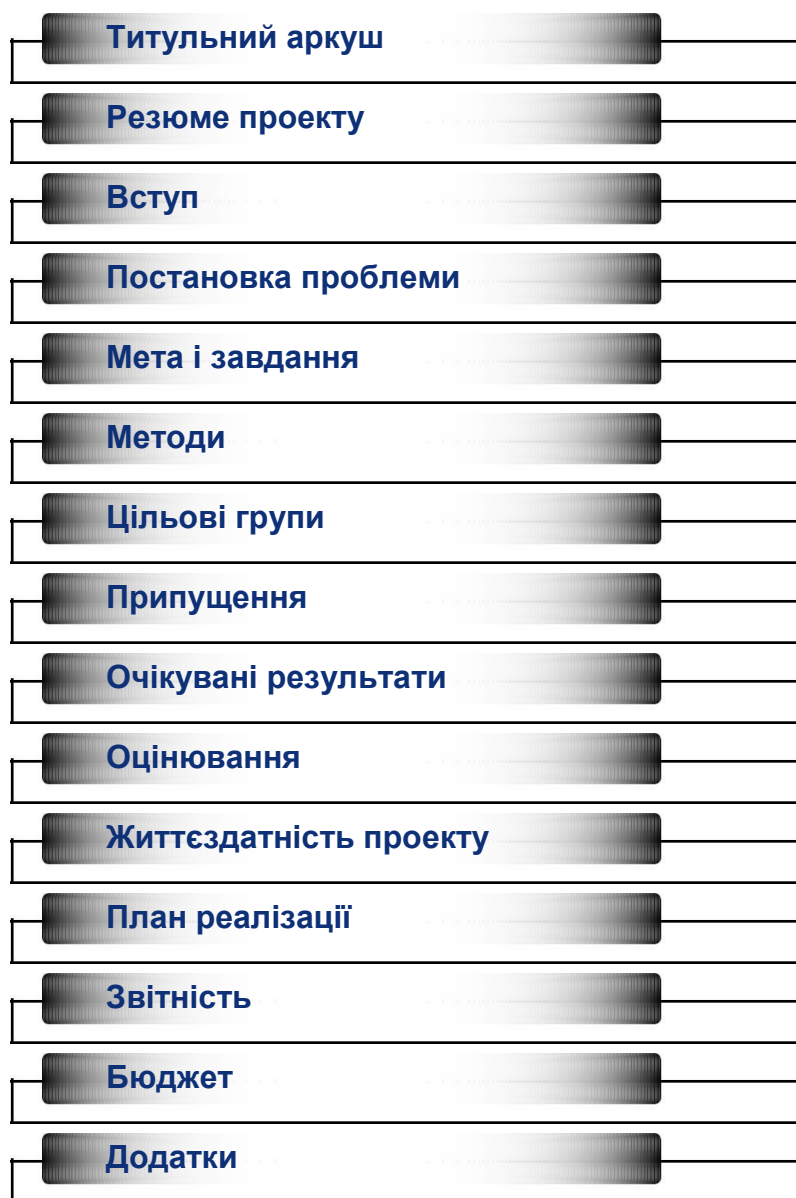 Титульний аркуш
Резюме проекту
Вступ
Постановка проблеми
Мета і завдання
Методи
Цільові групи
Припущення
Очікувані результати
Оцінювання
Життєздатність проекту
План реалізації
Звітність
Бюджет
Додатки